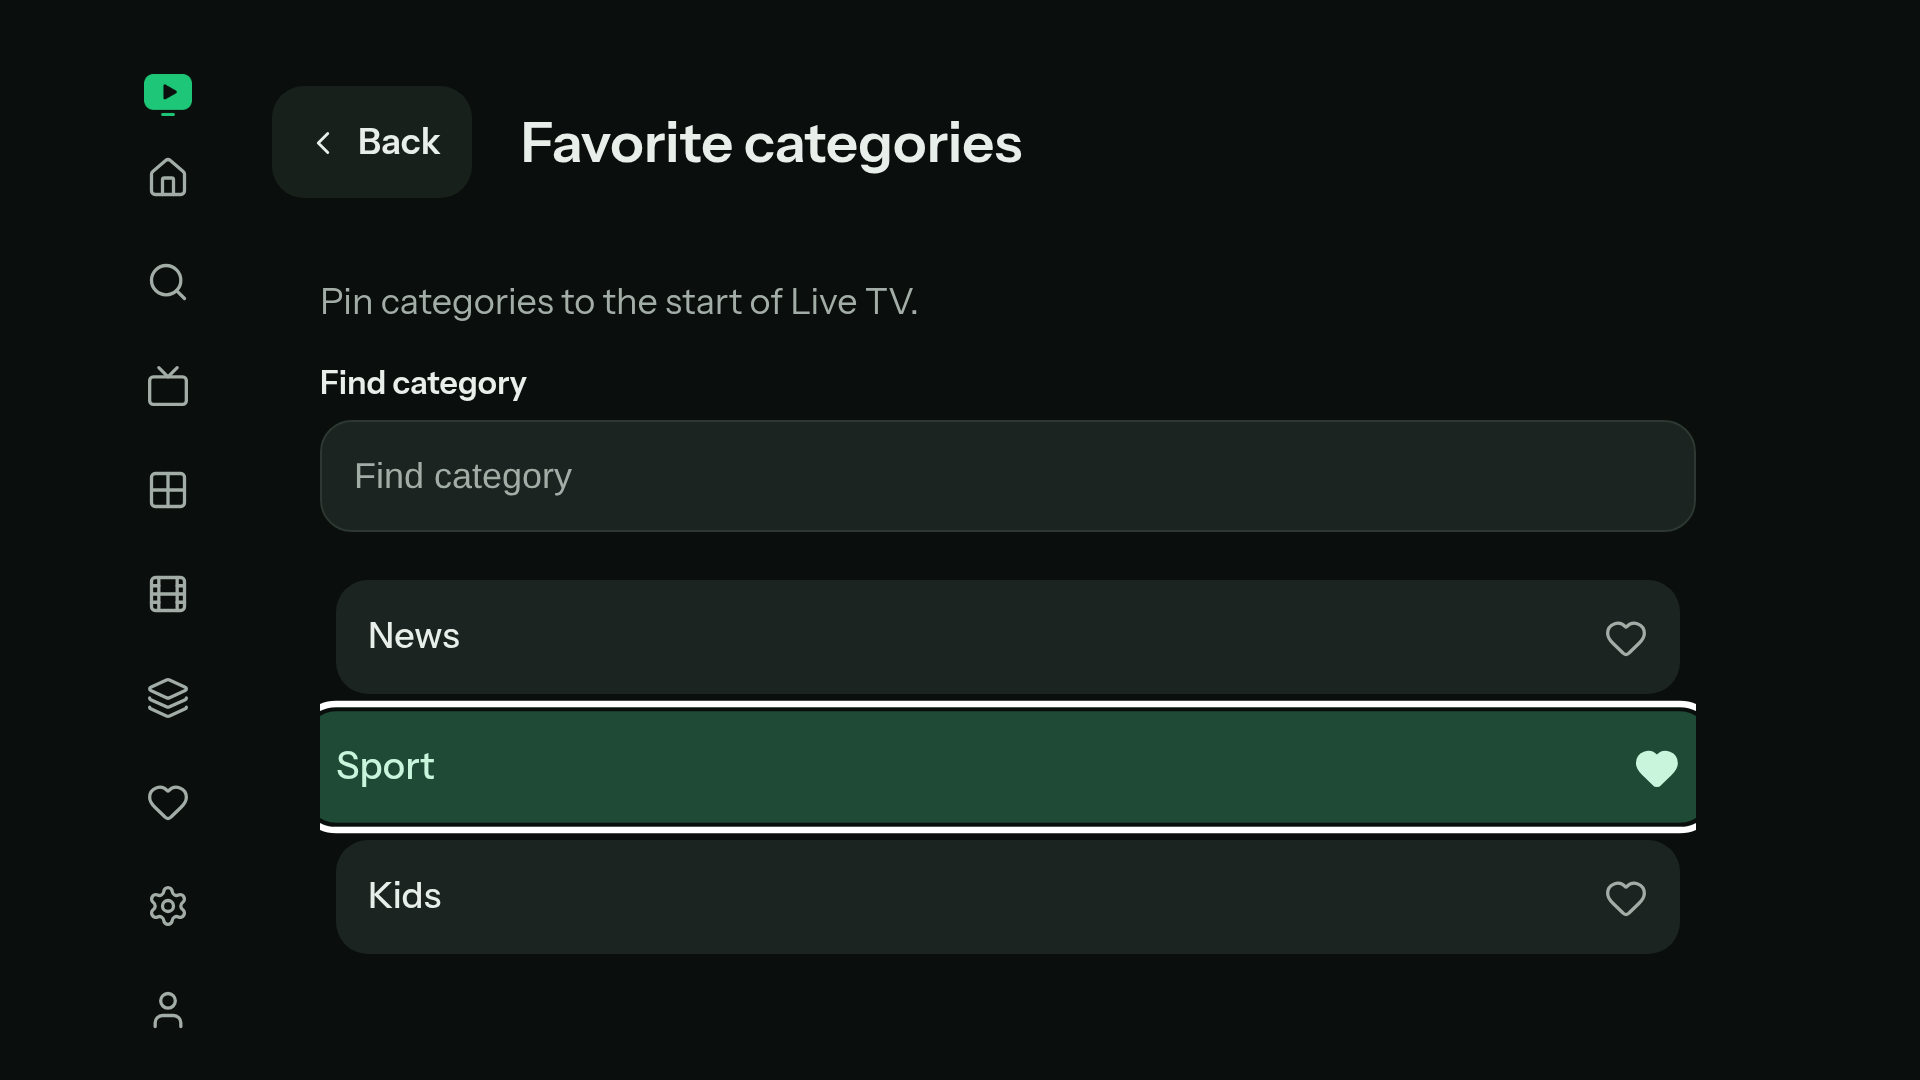 Back
Favorite categories
Pin categories to the start of Live TV.
Find category
Find category
News
Sport
Kids